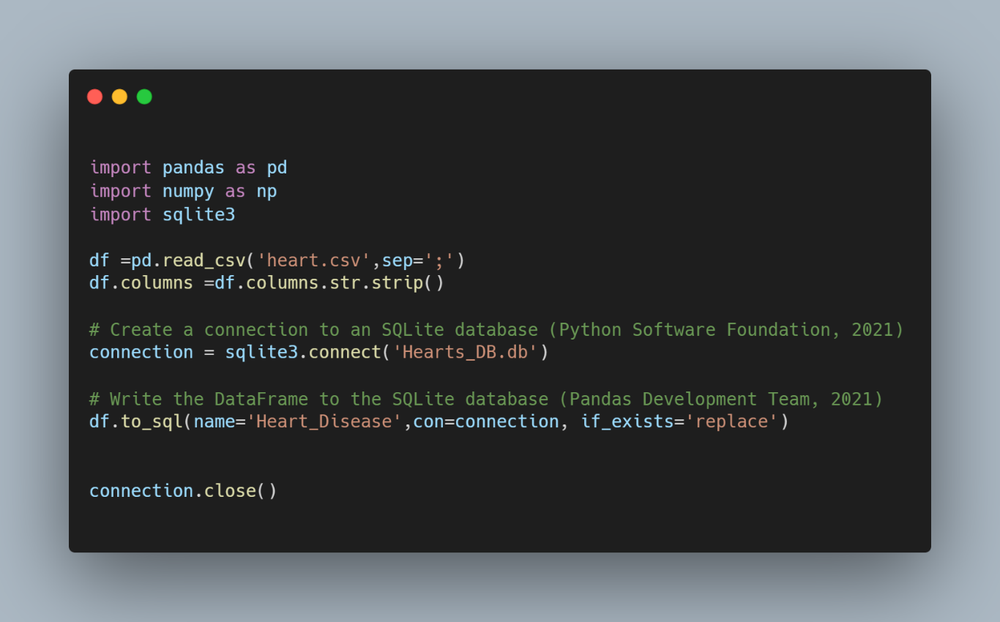 import pandas as pd
import numpy as np
import sqlite3
df =pd.read_csv('heart.csv',sep=';')
df.columns =df.columns.str.strip()
# Create a connection to an SQLite database (Python Software Foundation, 2021)
connection = sqlite3.connect('Hearts_DB.db')
# Write the DataFrame to the SQLite database (Pandas Development Team, 2021)
df.to_sql(name='Heart_Disease',con=connection, if_exists='replace')
connection.close()